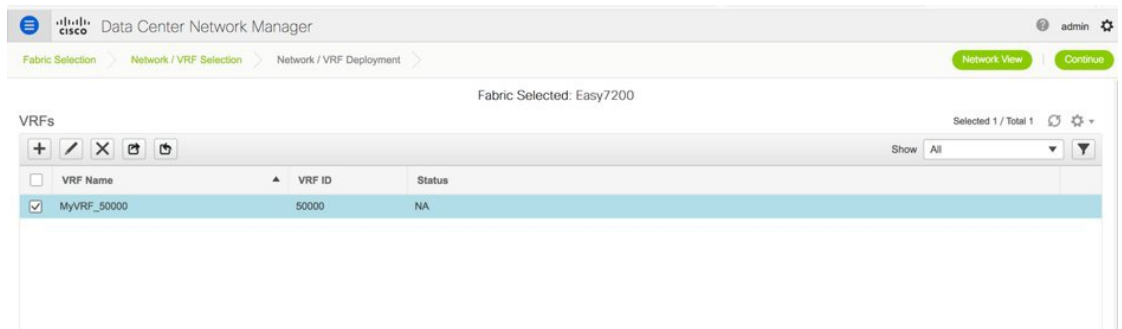 cisco Data Center Network Manager admin
Fabric Selection Network / VRF Selection Network / VRF Deployment Network View Continue
Fabric Selected: Easy7200
VRFs Selected 1 / Total 1
Show All
VRF Name VRF ID Status
MyVRF_50000 50000 NA